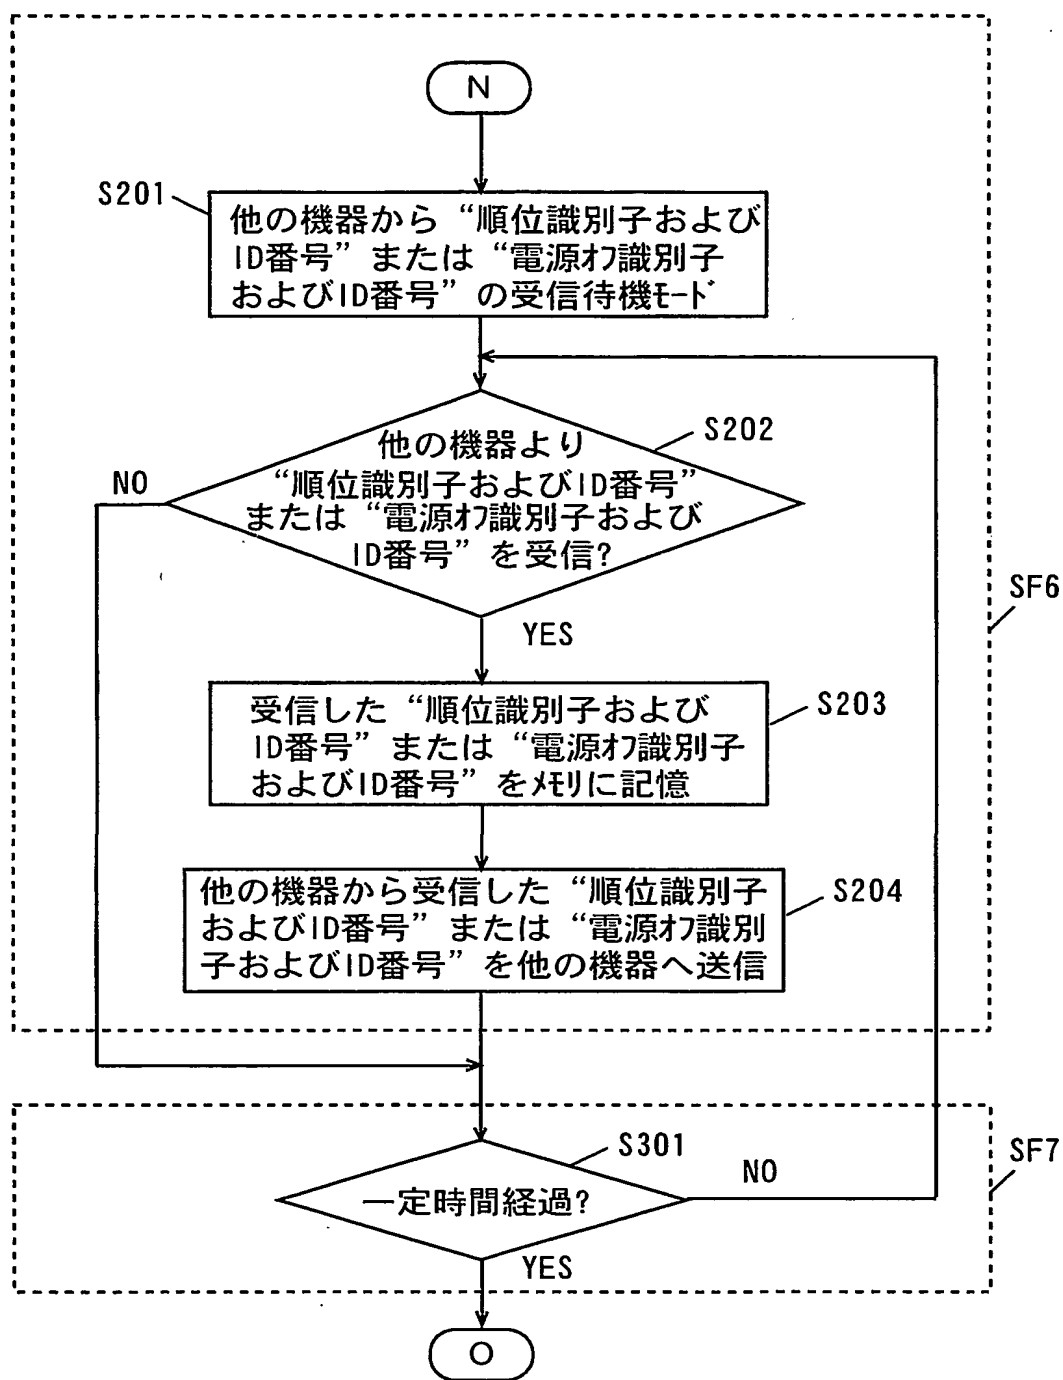 N
S201
他の機器から“順位識別子および
ID番号”または“電源ｵﾌ識別子
およびID番号”の受信待機ﾓｰﾄﾞ
S202
他の機器より
“順位識別子およびID番号”
または“電源ｵﾌ識別子および
ID番号”を受信?
NO
YES
SF6
S203
受信した“順位識別子および
ID番号”または“電源ｵﾌ識別子
およびID番号”をﾒﾓﾘに記憶
S204
他の機器から受信した“順位識別子
およびID番号”または“電源ｵﾌ識別
子およびID番号”を他の機器へ送信
S301
SF7
一定時間経過?
NO
YES
O